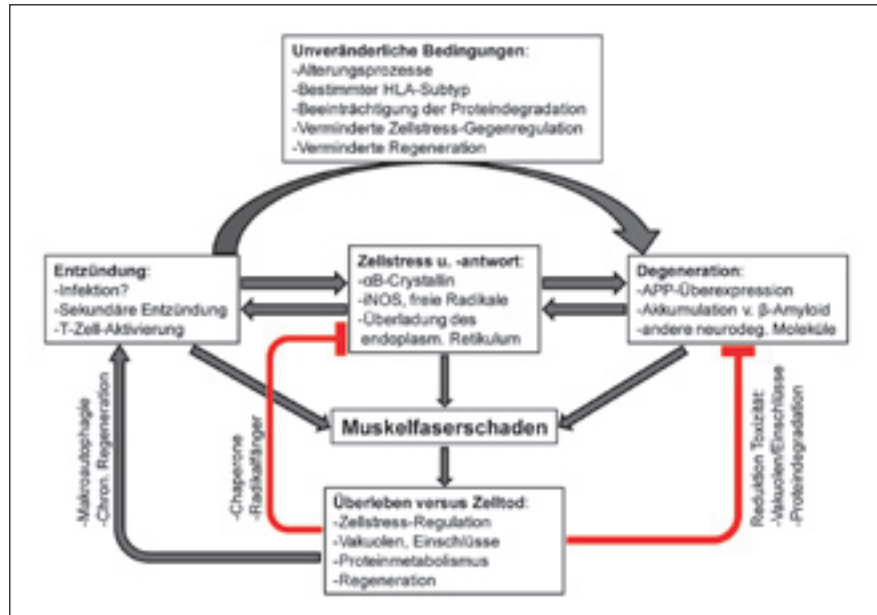 Unveränderliche Bedingungen:
-Alterungsprozesse
-Bestimmter HLA-Subtyp
-Beeinträchtigung der Proteindegradation
-Verminderte Zellstress-Gegenregulation
-Verminderte Regeneration
Entzündung:
-Infektion?
-Sekundäre Entzündung
-T-Zell-Aktivierung
Zellstress u. -antwort:
-αB-Crystallin
-iNOS, freie Radikale
-Überladung des
endoplasm. Retikulum
Degeneration:
-APP-Überexpression
-Akkumulation v. β-Amyloid
-andere neurodeg. Moleküle
Muskelfaserschaden
-Makroautophagie
-Chron. Regeneration
-Chaperone
-Radikalfänger
Reduktion Toxizität:
-Vakuolen/Einschlüsse
-Proteindegradation
Überleben versus Zelltod:
-Zellstress-Regulation
-Vakuolen, Einschlüsse
-Proteinmetabolismus
-Regeneration